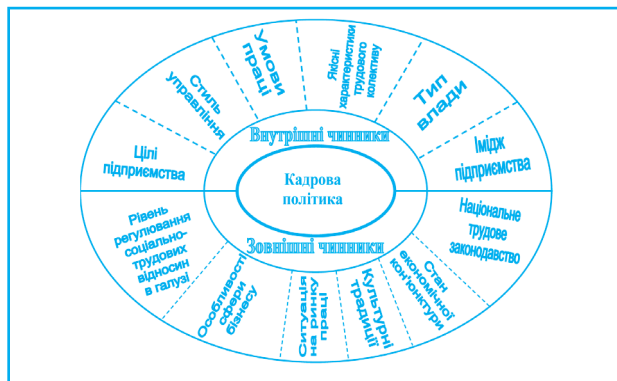 Цілі
підприємства
Стиль
управління
Умови
праці
Якісні
характеристики
трудового
колективу
Тип
влади
Імідж
підприємства
Внутрішні чинники
Кадрова
політика
Зовнішні чинники
Рівень
регулювання
соціально-
трудових
відносин
в галузі
Особливості
сфери
бізнесу
Ситуація
на ринку
праці
Культурні
традиції
Стан
економічної
кон'юнктури
Національне
трудове
законодавство